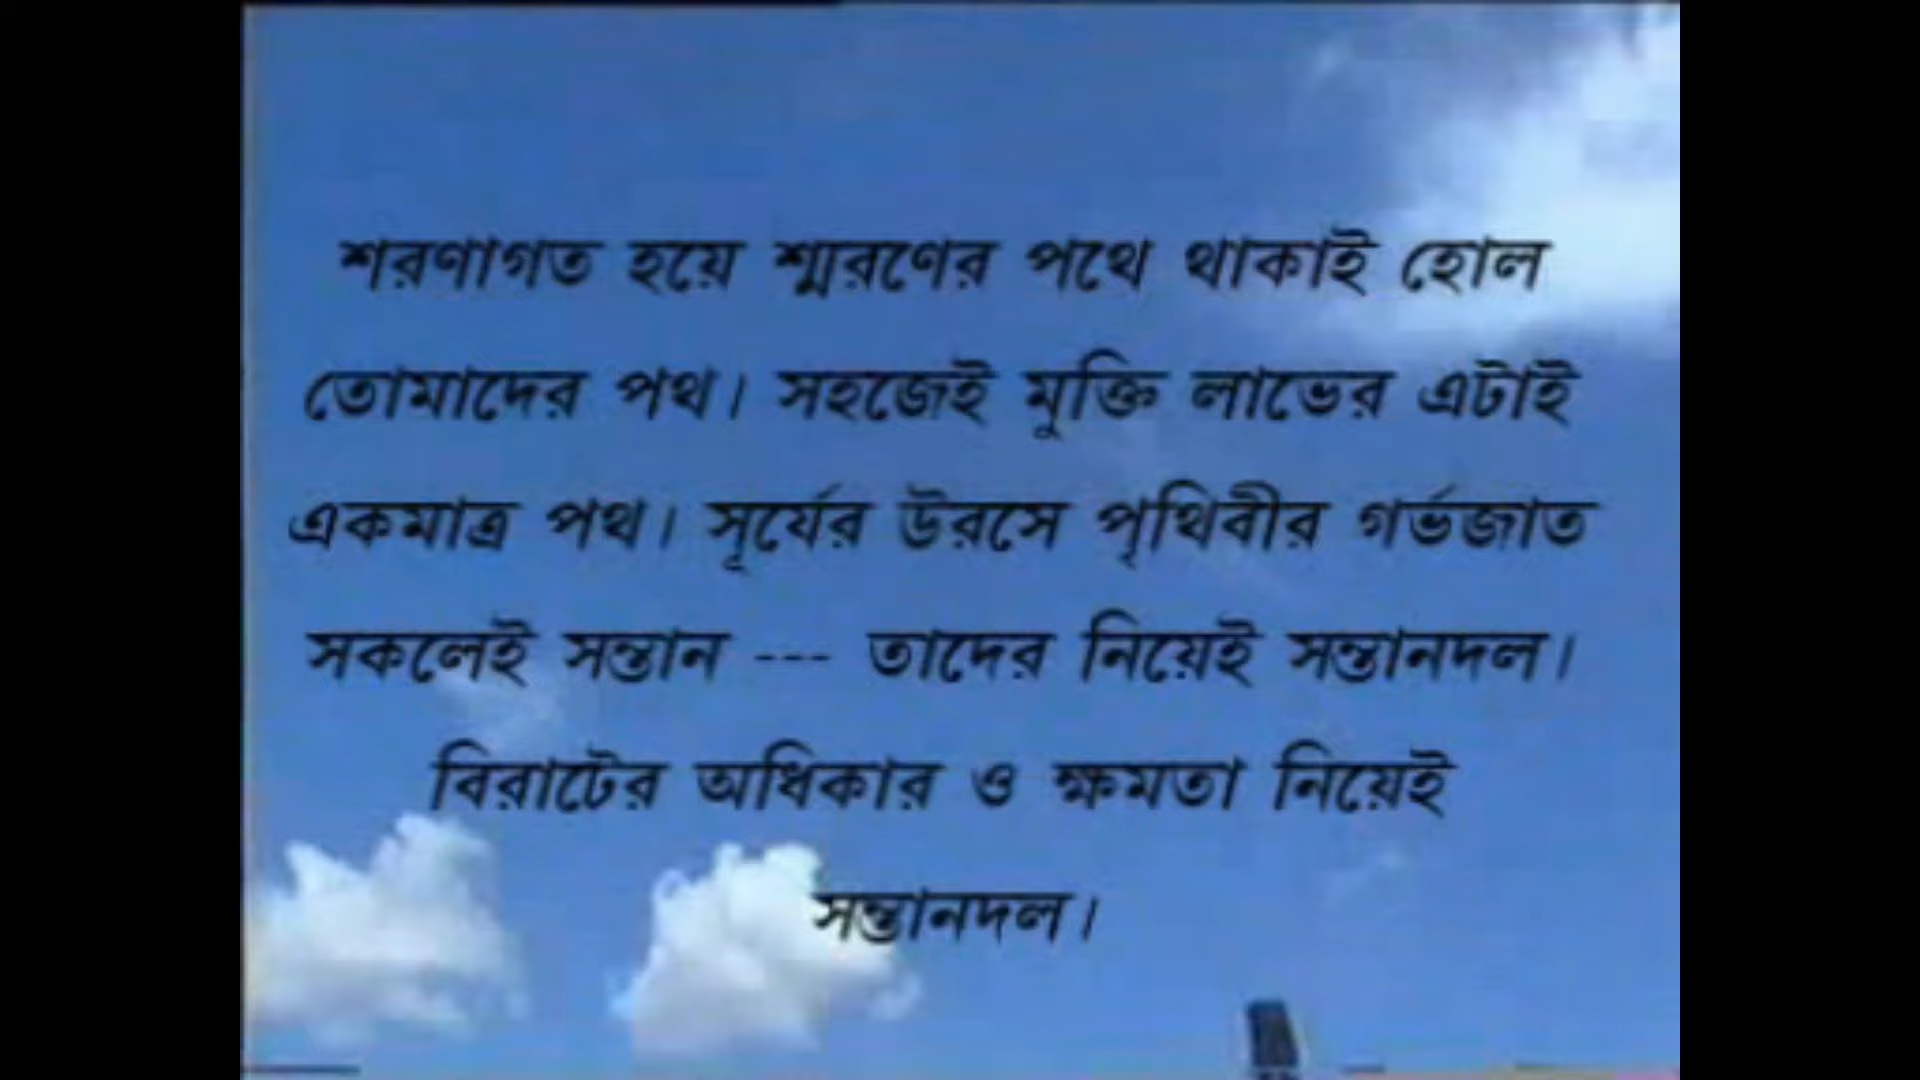 শরণাগত হয়ে শ্মরণের পথে থাকাই হোল
তোমাদের পথ। সহজেই মুক্তি লাভের এটাই
একমাত্র পথ। সূর্যের উরসে পৃথিবীর গর্ভজাত
সকলেই সন্তান --- তাদের নিয়েই সন্তানদল।
বিরাটের অধিকার ও ক্ষমতা নিয়েই
সন্তানদল।